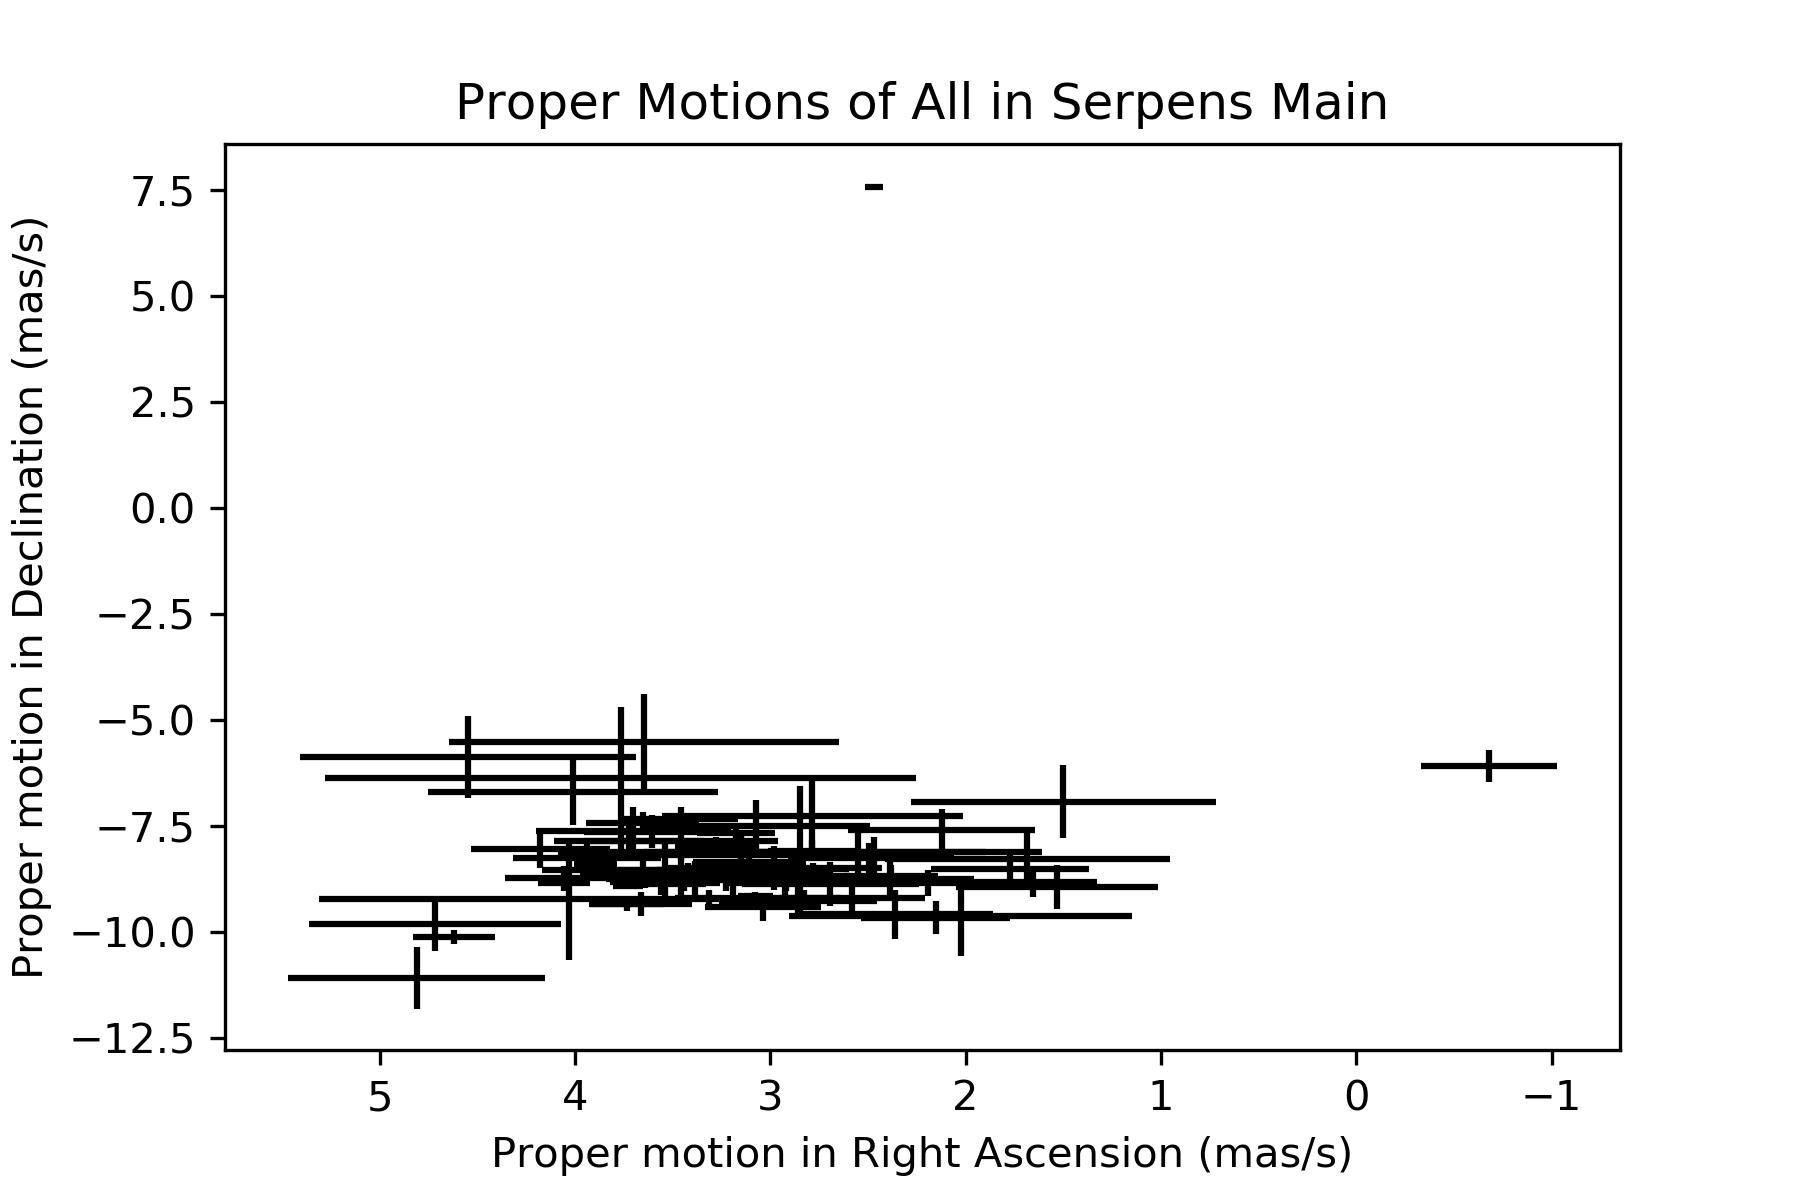 Proper Motions of All in Serpens Main
Proper motion in Declination (mas/s)
7.5
5.0
2.5
0.0
−2.5
−5.0
−7.5
−10.0
−12.5
5 4 3 2 1 0 −1
Proper motion in Right Ascension (mas/s)